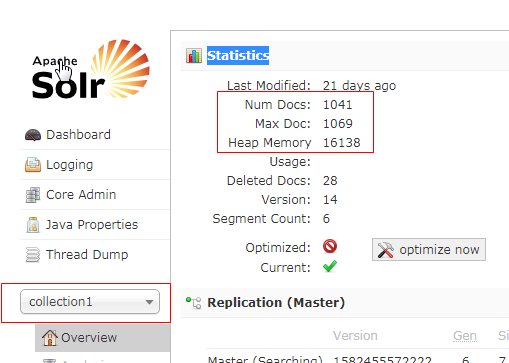 Apache
Solr
Dashboard
Logging
Core Admin
Java Properties
Thread Dump
collection1
Overview
Statistics
Last Modified: 21 days ago
Num Docs: 1041
Max Doc: 1069
Heap Memory 16138
Usage:
Deleted Docs: 28
Version: 14
Segment Count: 6
Optimized: optimize now
Current:
Replication (Master)
Version Gen
Master (Searching) 1582455572222 6